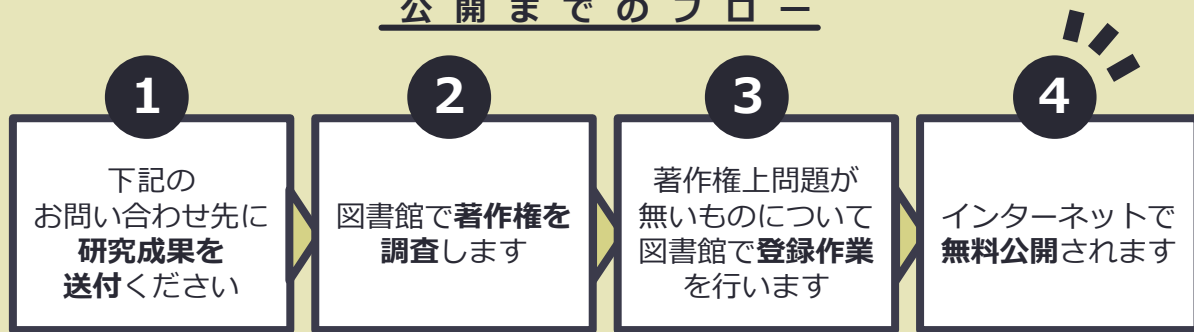 公開までのフロー
1
下記の
お問い合わせ先に
研究成果を
送付ください
2
図書館で著作権を
調査します
3
著作権上問題が
無いものについて
図書館で登録作業
を行います
4
インターネットで
無料公開されます